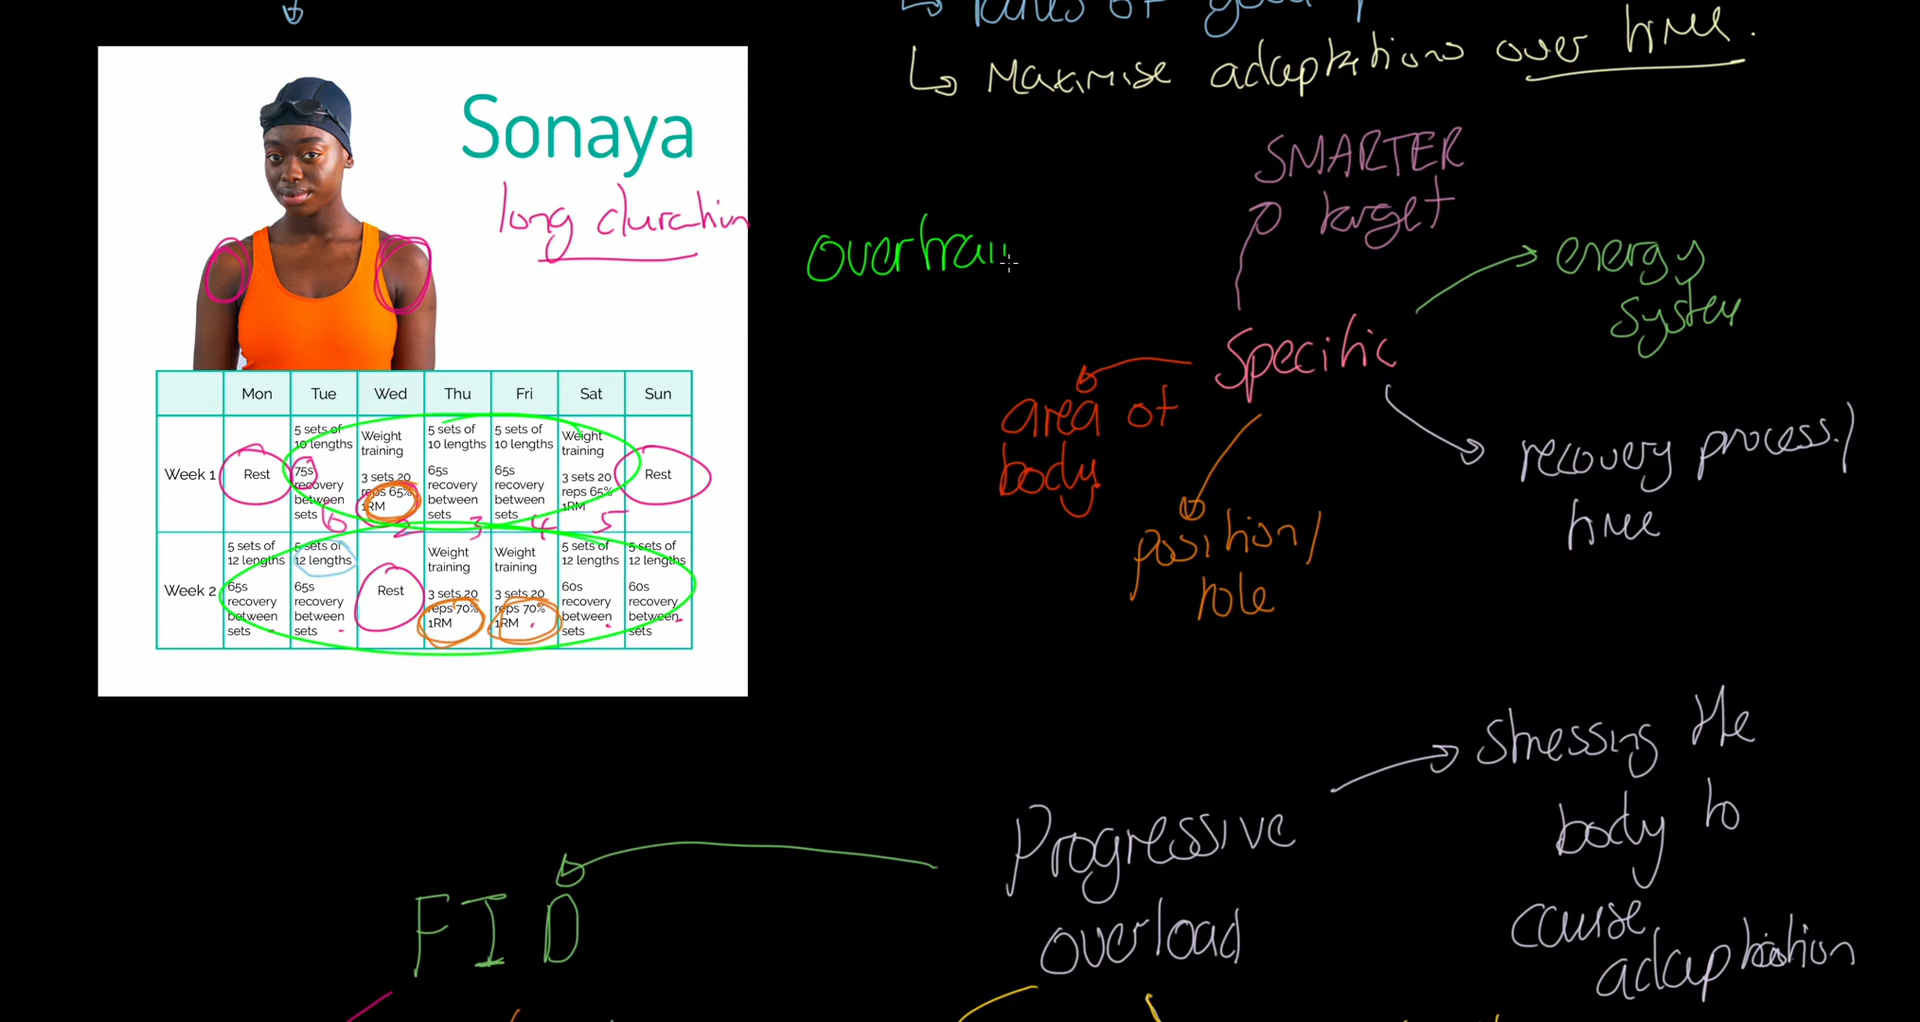 Maximise adaptations over time.
Sonaya
long duration
SMARTER
target
overtrai
energy
system
Specific
area of
body
position/
role
recovery process/
time
Mon Tue Wed Thu Fri Sat Sun
Week 1
Rest
5 sets of
10 lengths
75s
recovery
between
sets
Weight
training
3 sets 20
reps 65%
1RM
5 sets of
10 lengths
65s
recovery
between
sets
5 sets of
10 lengths
65s
recovery
between
sets
Weight
training
3 sets 20
reps 65%
1RM
Rest
2 3 4 5
Week 2
5 sets of
12 lengths
65s
recovery
between
sets
5 sets of
12 lengths
65s
recovery
between
sets
Rest
Weight
training
3 sets 20
reps 70%
1RM
Weight
training
3 sets 20
reps 70%
1RM
5 sets of
12 lengths
60s
recovery
between
sets
5 sets of
12 lengths
60s
recovery
between
sets
Progressive
overload
stressing the
body to
cause
adaptation
FID